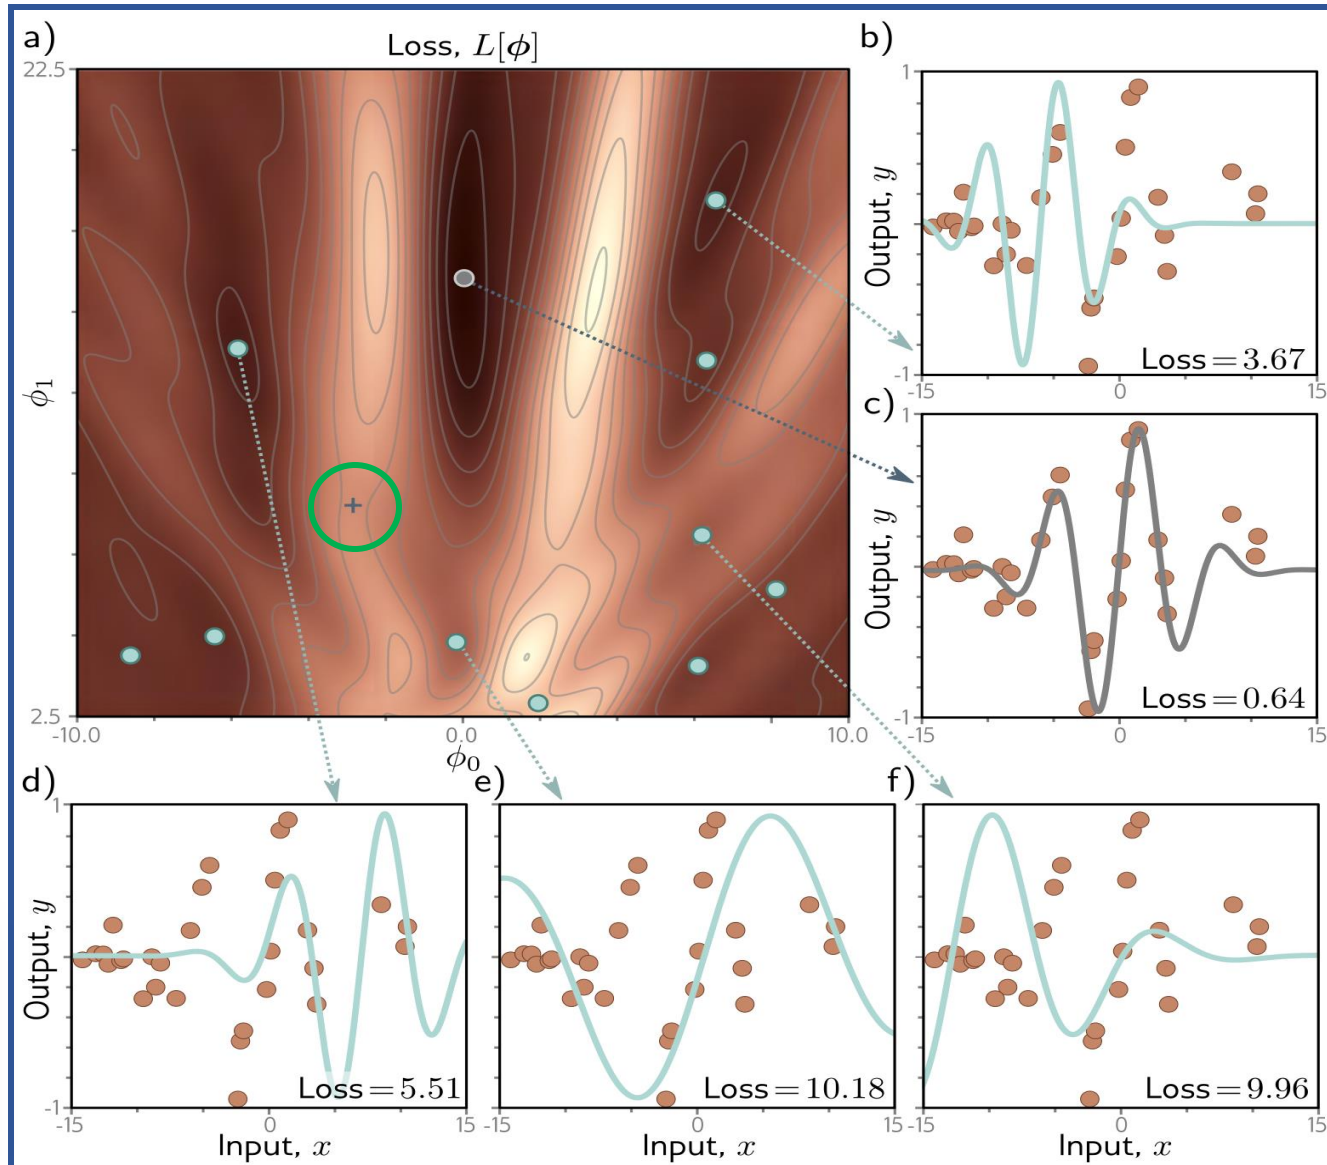 a)
Loss, L[ϕ]
22.5
ϕ1
2.5
-10.0
0.0
10.0
ϕ0
b)
1
Output, y
-1
-15
0
15
Loss=3.67
c)
1
Output, y
-1
-15
0
15
Loss=0.64
d)
1
Output, y
-1
Loss=5.51
-15
0
15
Input, x
e)
Loss=10.18
-15
0
15
Input, x
f)
Loss=9.96
-15
0
15
Input, x